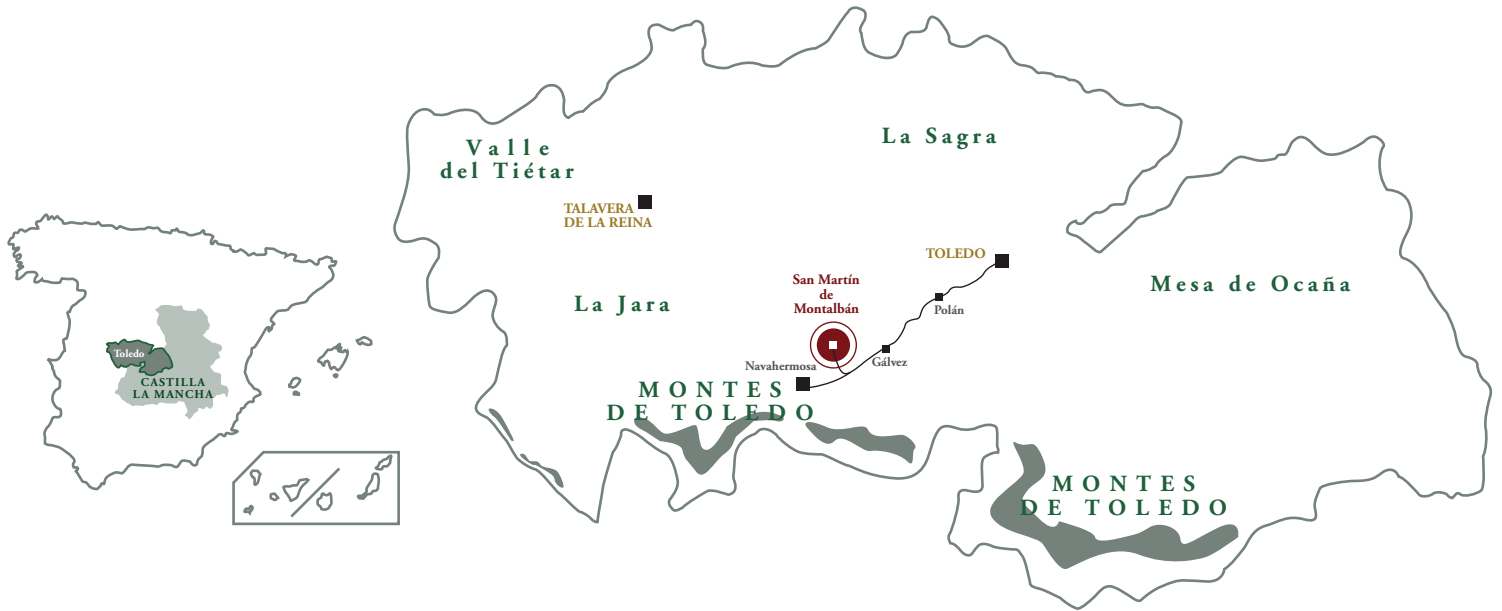 Valle
del Tiétar
La Sagra
TALAVERA
DE LA REINA
TOLEDO
San Martín
de
Montalbán
Mesa de Ocaña
La Jara
Polán
Toledo
Gálvez
Navahermosa
CASTILLA
LA MANCHA
MONTES
DE TOLEDO
MONTES
DE TOLEDO